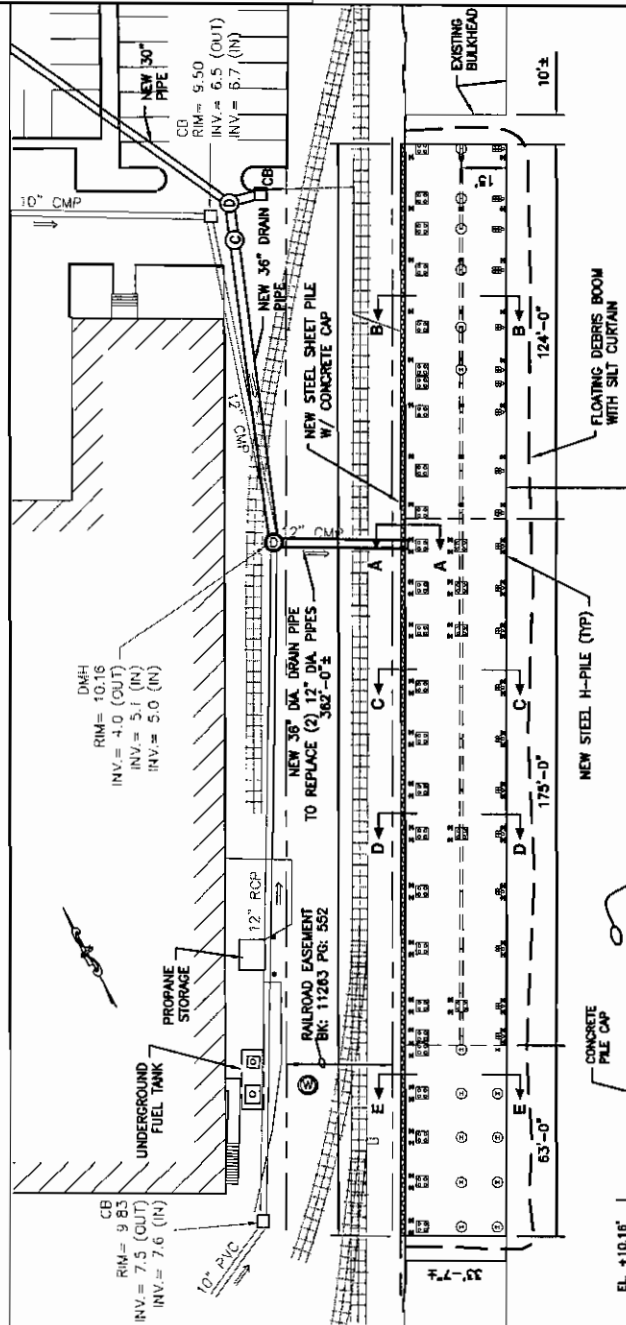 10" CMP
NEW 30"
PIPE
CB
RIM= 9.50
INV.= 6.5 (OUT)
INV.= 6.7 (IN)
EXISTING
BULKHEAD
10'±
D
CB
C
NEW 36" DRAIN
PIPE
12" CMP
NEW STEEL SHEET PILE
W/ CONCRETE CAP
B
B
124'-0"
FLOATING DEBRIS BOOM
WITH SILT CURTAIN
DMH
RIM= 10.16
INV.= 4.0 (OUT)
INV.= 5.1 (IN)
INV.= 5.0 (IN)
D
12" CMP
A
A
NEW 36" DIA. DRAIN PIPE
TO REPLACE (2) 12" DIA. PIPES
362'-0"±
NEW STEEL H-PILE (TYP)
C
C
175'-0"
D
D
12" RCP
PROPANE
STORAGE
RAILROAD EASEMENT
BK: 11263 PG: 552
UNDERGROUND
FUEL TANK
W
CONCRETE
PILE CAP
E
E
63'-0"
CB
RIM= 9.83
INV.= 7.5 (OUT)
INV.= 7.6 (IN)
10" PVC
33'-7"±
EL. +10.16'